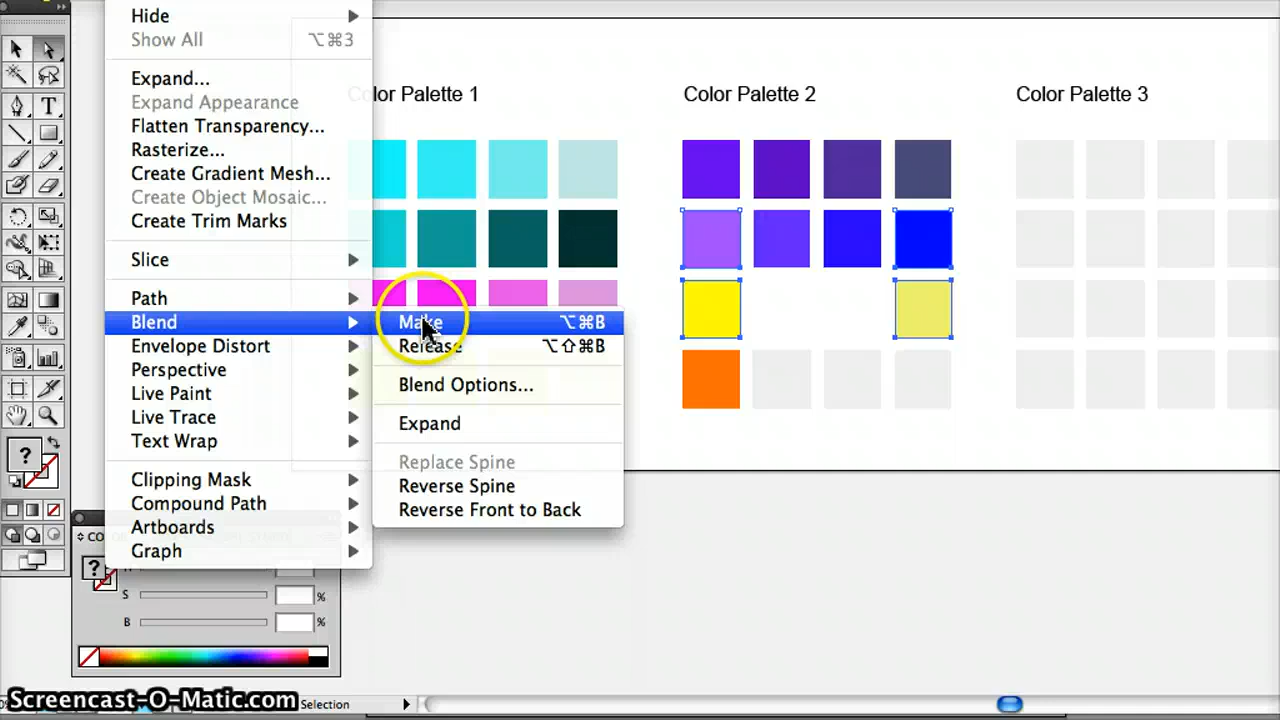 Hide
Show All ⌥⌘3
Expand...
Expand Appearance
Flatten Transparency...
Rasterize...
Create Gradient Mesh...
Create Object Mosaic...
Create Trim Marks
Slice
Path
Blend
Envelope Distort
Perspective
Live Paint
Live Trace
Text Wrap
Clipping Mask
Compound Path
Artboards
Graph
Make ⌥⌘B
Release ⌥⇧⌘B
Blend Options...
Expand
Replace Spine
Reverse Spine
Reverse Front to Back
Color Palette 1
Color Palette 2
Color Palette 3
T
?
CO
?
S %
B %
Screencast-O-Matic.com
Selection